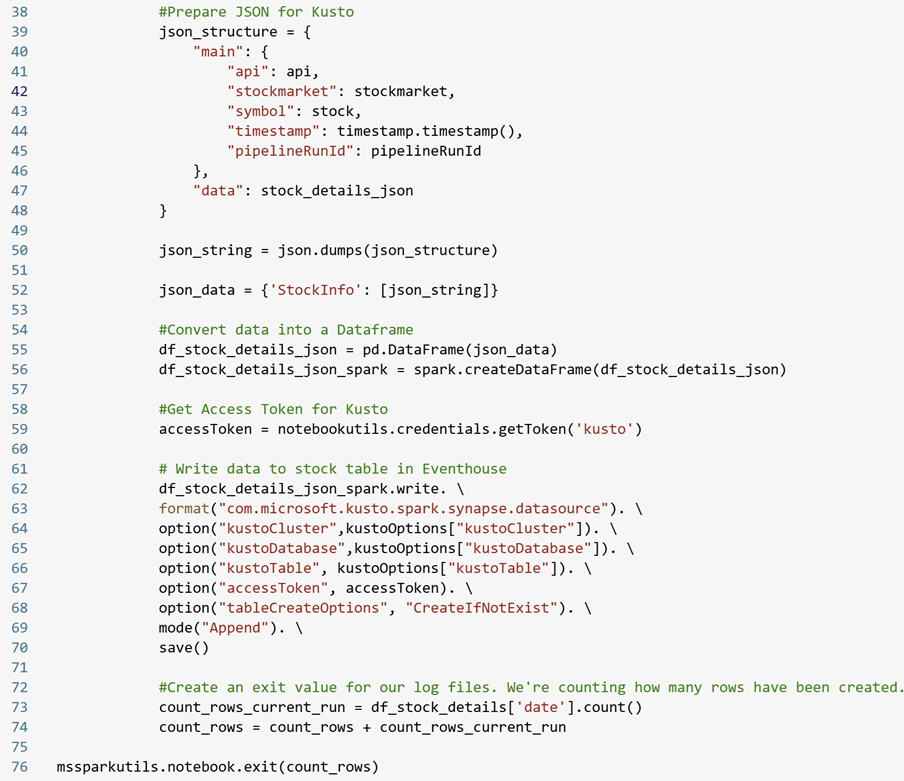 38 #Prepare JSON for Kusto
39 json_structure = {
40 "main": {
41 "api": api,
42 "stockmarket": stockmarket,
43 "symbol": stock,
44 "timestamp": timestamp.timestamp(),
45 "pipelineRunId": pipelineRunId
46 },
47 "data": stock_details_json
48 }
49
50 json_string = json.dumps(json_structure)
51
52 json_data = {'StockInfo': [json_string]}
53
54 #Convert data into a Dataframe
55 df_stock_details_json = pd.DataFrame(json_data)
56 df_stock_details_json_spark = spark.createDataFrame(df_stock_details_json)
57
58 #Get Access Token for Kusto
59 accessToken = notebookutils.credentials.getToken('kusto')
60
61 # Write data to stock table in Eventhouse
62 df_stock_details_json_spark.write. \
63 format("com.microsoft.kusto.spark.synapse.datasource"). \
64 option("kustoCluster",kustoOptions["kustoCluster"]). \
65 option("kustoDatabase",kustoOptions["kustoDatabase"]). \
66 option("kustoTable", kustoOptions["kustoTable"]). \
67 option("accessToken", accessToken). \
68 option("tableCreateOptions", "CreateIfNotExist"). \
69 mode("Append"). \
70 save()
71
72 #Create an exit value for our log files. We're counting how many rows have been created.
73 count_rows_current_run = df_stock_details['date'].count()
74 count_rows = count_rows + count_rows_current_run
75
76 mssparkutils.notebook.exit(count_rows)